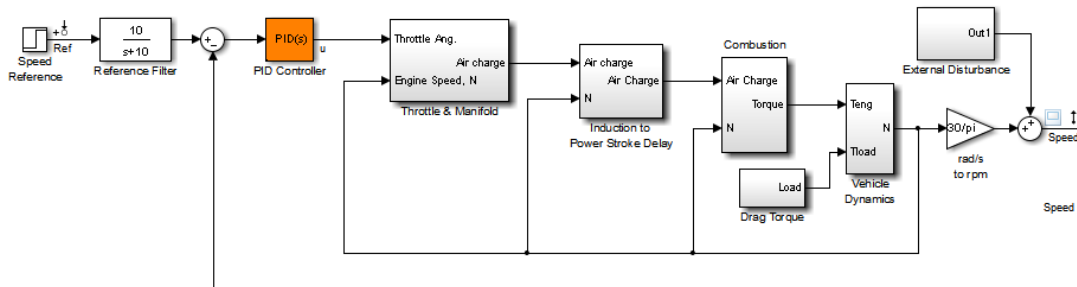 +
Ref
Speed
Reference
10
s+10
Reference Filter
+
−
PID(s)
u
PID Controller
Throttle Ang.
Air charge
Engine Speed, N
Throttle & Manifold
Air charge
Air Charge
N
Induction to
Power Stroke Delay
Combustion
Air Charge
Torque
N
Load
Drag Torque
Teng
N
Tload
Vehicle
Dynamics
Out1
External Disturbance
30/pi
rad/s
to rpm
+
+
Speed
Speed